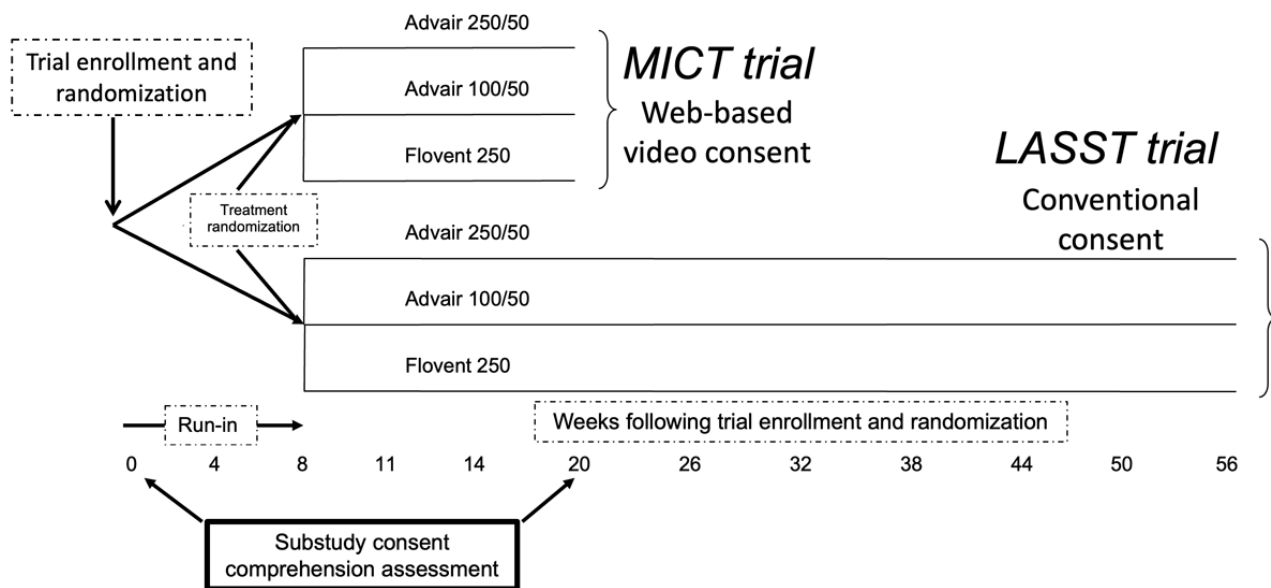 Trial enrollment and
randomization
Advair 250/50
Advair 100/50
Flovent 250
MICT trial
Web-based
video consent
LASST trial
Conventional
consent
Treatment
randomization
Advair 250/50
Advair 100/50
Flovent 250
Run-in
Weeks following trial enrollment and randomization
0 4 8 11 14 20 26 32 38 44 50 56
Substudy consent
comprehension assessment